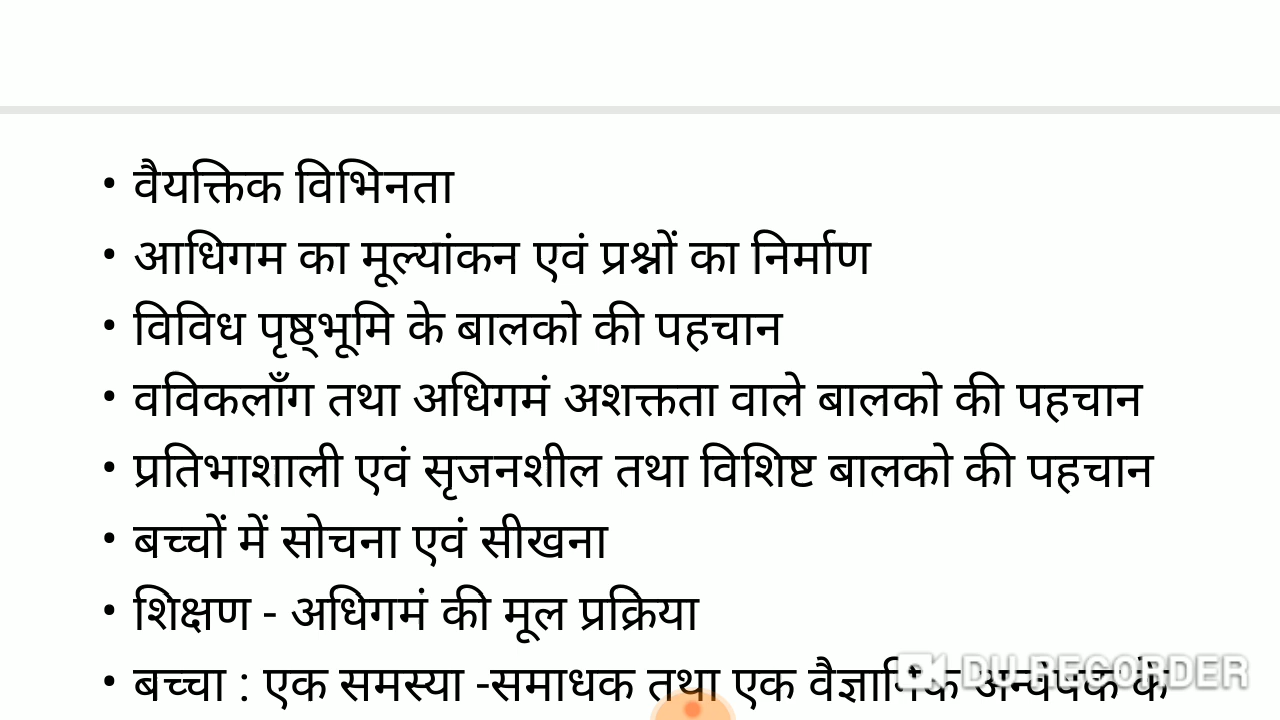 • वैयक्तिक विभिनता
• आधिगम का मूल्यांकन एवं प्रश्नों का निर्माण
• विविध पृष्ठ्भूमि के बालको की पहचान
• वविकलाँग तथा अधिगमं अशक्तता वाले बालको की पहचान
• प्रतिभाशाली एवं सृजनशील तथा विशिष्ट बालको की पहचान
• बच्चों में सोचना एवं सीखना
• शिक्षण - अधिगमं की मूल प्रक्रिया
• बच्चा : एक समस्या -समाधक तथा एक वैज्ञानिक अन्वेषक के
DU RECORDER